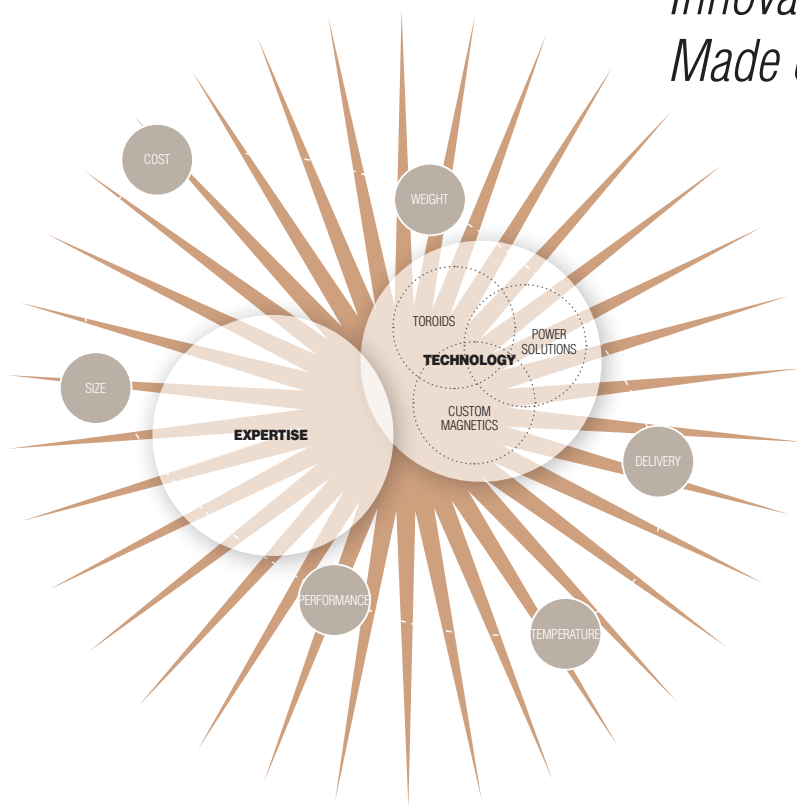 Made
COST
WEIGHT
TOROIDS
POWER
SOLUTIONS
TECHNOLOGY
SIZE
CUSTOM
MAGNETICS
EXPERTISE
DELIVERY
PERFORMANCE
TEMPERATURE